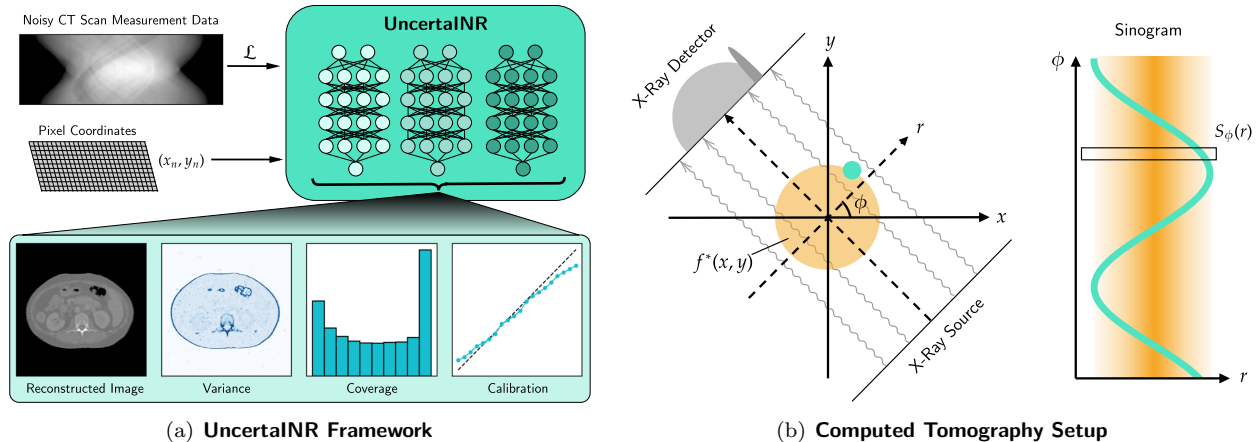 Noisy CT Scan Measurement Data
ℒ
Pixel Coordinates
(xₙ, yₙ)
UncertaINR
Reconstructed Image
Variance
Coverage
Calibration
(a) UncertaINR Framework
X-Ray Detector
y
r
ϕ
x
f*(x, y)
X-Ray Source
Sinogram
ϕ
S_ϕ(r)
r
(b) Computed Tomography Setup